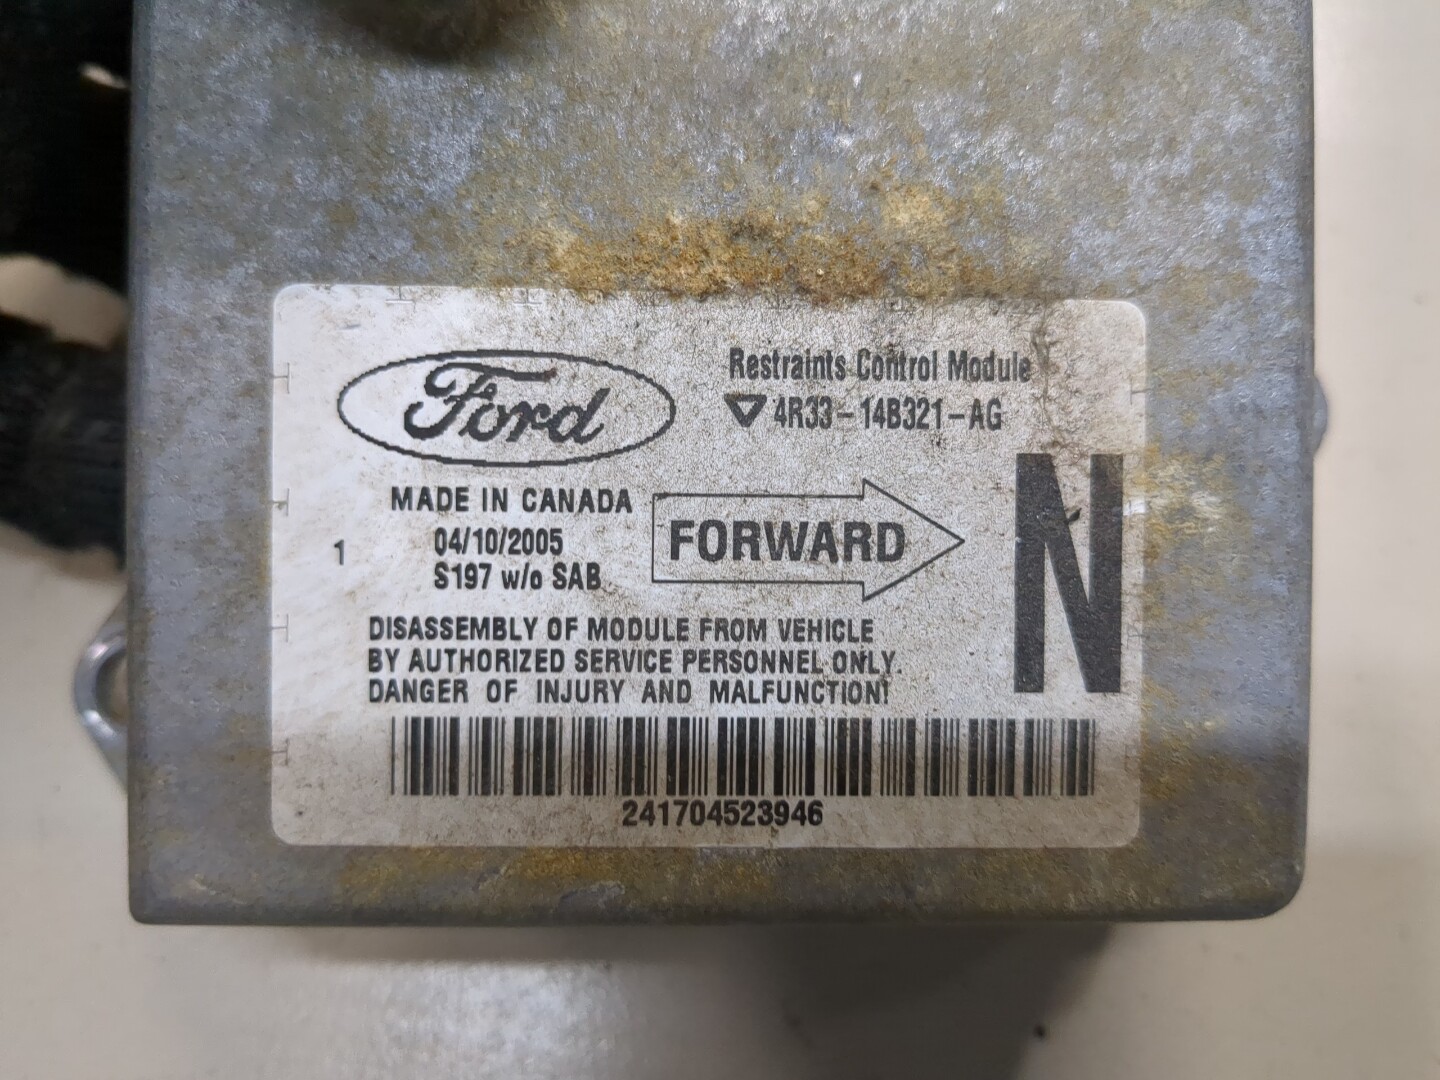 Ford
Restraints Control Module
▽ 4R33-14B321-AG
MADE IN CANADA
1
04/10/2005
S197 w/o SAB
FORWARD
N
DISASSEMBLY OF MODULE FROM VEHICLE
BY AUTHORIZED SERVICE PERSONNEL ONLY.
DANGER OF INJURY AND MALFUNCTION!
241704523946